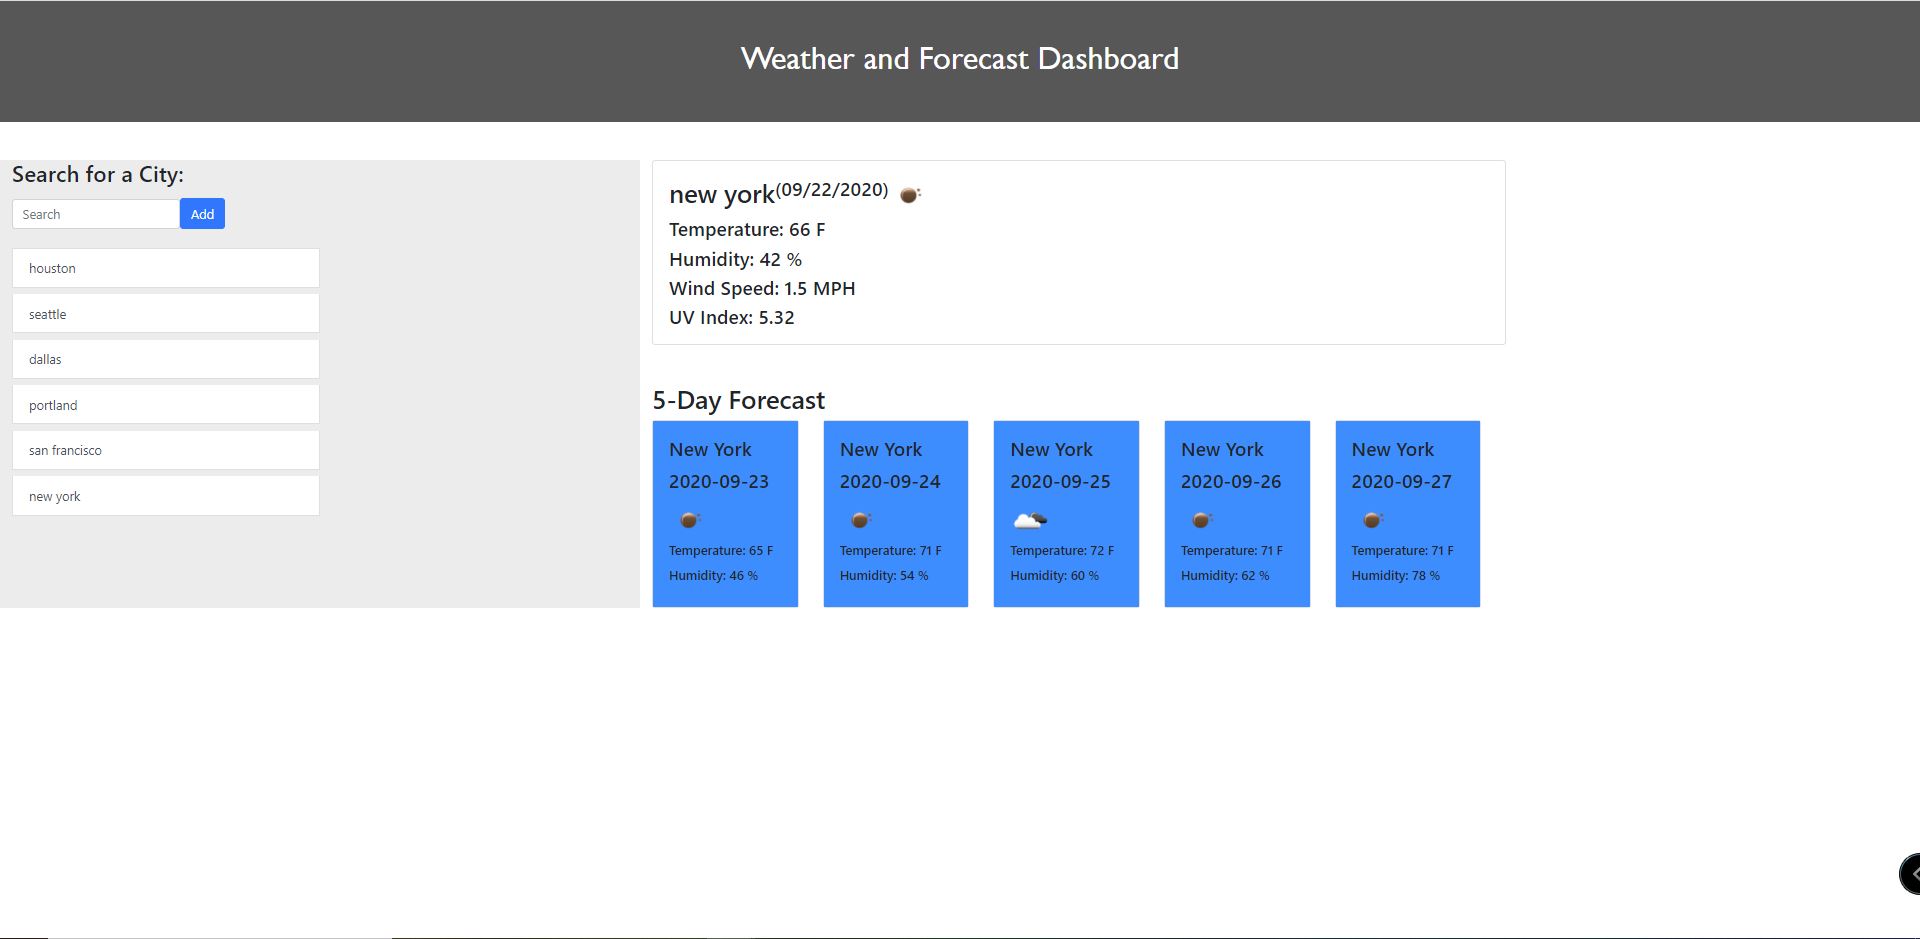 Weather and Forecast Dashboard
Search for a City:
Search
Add
houston
seattle
dallas
portland
san francisco
new york
new york(09/22/2020)
Temperature: 66 F
Humidity: 42 %
Wind Speed: 1.5 MPH
UV Index: 5.32
5-Day Forecast
New York
2020-09-23
Temperature: 65 F
Humidity: 46 %
New York
2020-09-24
Temperature: 71 F
Humidity: 54 %
New York
2020-09-25
Temperature: 72 F
Humidity: 60 %
New York
2020-09-26
Temperature: 71 F
Humidity: 62 %
New York
2020-09-27
Temperature: 71 F
Humidity: 78 %